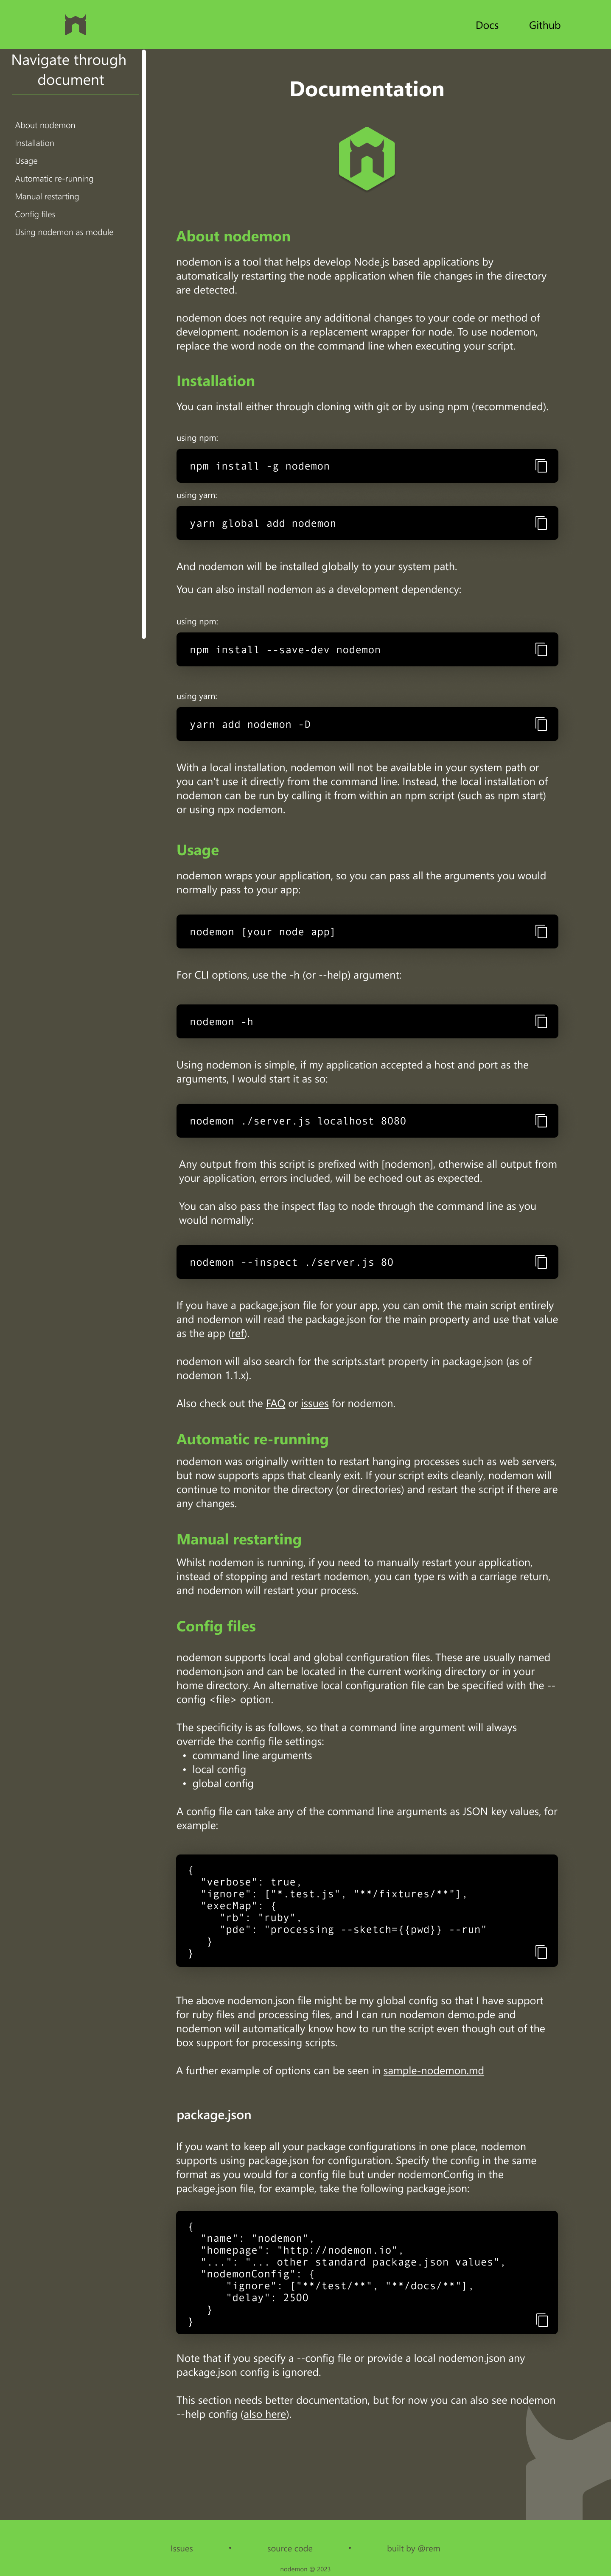 Docs
Github
Navigate through
document
About nodemon
Installation
Usage
Automatic re-running
Manual restarting
Config files
Using nodemon as module
Documentation
About nodemon
nodemon is a tool that helps develop Node.js based applications by
automatically restarting the node application when file changes in the directory
are detected.
nodemon does not require any additional changes to your code or method of
development. nodemon is a replacement wrapper for node. To use nodemon,
replace the word node on the command line when executing your script.
Installation
You can install either through cloning with git or by using npm (recommended).
using npm:
npm install -g nodemon
using yarn:
yarn global add nodemon
And nodemon will be installed globally to your system path.
You can also install nodemon as a development dependency:
using npm:
npm install --save-dev nodemon
using yarn:
yarn add nodemon -D
With a local installation, nodemon will not be available in your system path or
you can't use it directly from the command line. Instead, the local installation of
nodemon can be run by calling it from within an npm script (such as npm start)
or using npx nodemon.
Usage
nodemon wraps your application, so you can pass all the arguments you would
normally pass to your app:
nodemon [your node app]
For CLI options, use the -h (or --help) argument:
nodemon -h
Using nodemon is simple, if my application accepted a host and port as the
arguments, I would start it as so:
nodemon ./server.js localhost 8080
Any output from this script is prefixed with [nodemon], otherwise all output from
your application, errors included, will be echoed out as expected.
You can also pass the inspect flag to node through the command line as you
would normally:
nodemon --inspect ./server.js 80
If you have a package.json file for your app, you can omit the main script entirely
and nodemon will read the package.json for the main property and use that value
as the app (ref).
nodemon will also search for the scripts.start property in package.json (as of
nodemon 1.1.x).
Also check out the FAQ or issues for nodemon.
Automatic re-running
nodemon was originally written to restart hanging processes such as web servers,
but now supports apps that cleanly exit. If your script exits cleanly, nodemon will
continue to monitor the directory (or directories) and restart the script if there are
any changes.
Manual restarting
Whilst nodemon is running, if you need to manually restart your application,
instead of stopping and restart nodemon, you can type rs with a carriage return,
and nodemon will restart your process.
Config files
nodemon supports local and global configuration files. These are usually named
nodemon.json and can be located in the current working directory or in your
home directory. An alternative local configuration file can be specified with the --
config <file> option.
The specificity is as follows, so that a command line argument will always
override the config file settings:
• command line arguments
• local config
• global config
A config file can take any of the command line arguments as JSON key values, for
example:
{
"verbose": true,
"ignore": ["*.test.js", "**/fixtures/**"],
"execMap": {
"rb": "ruby",
"pde": "processing --sketch={{pwd}} --run"
}
}
The above nodemon.json file might be my global config so that I have support
for ruby files and processing files, and I can run nodemon demo.pde and
nodemon will automatically know how to run the script even though out of the
box support for processing scripts.
A further example of options can be seen in sample-nodemon.md
package.json
If you want to keep all your package configurations in one place, nodemon
supports using package.json for configuration. Specify the config in the same
format as you would for a config file but under nodemonConfig in the
package.json file, for example, take the following package.json:
{
"name": "nodemon",
"homepage": "http://nodemon.io",
"...": "... other standard package.json values",
"nodemonConfig": {
"ignore": ["**/test/**", "**/docs/**"],
"delay": 2500
}
}
Note that if you specify a --config file or provide a local nodemon.json any
package.json config is ignored.
This section needs better documentation, but for now you can also see nodemon
--help config (also here).
Issues • source code • built by @rem
nodemon @ 2023